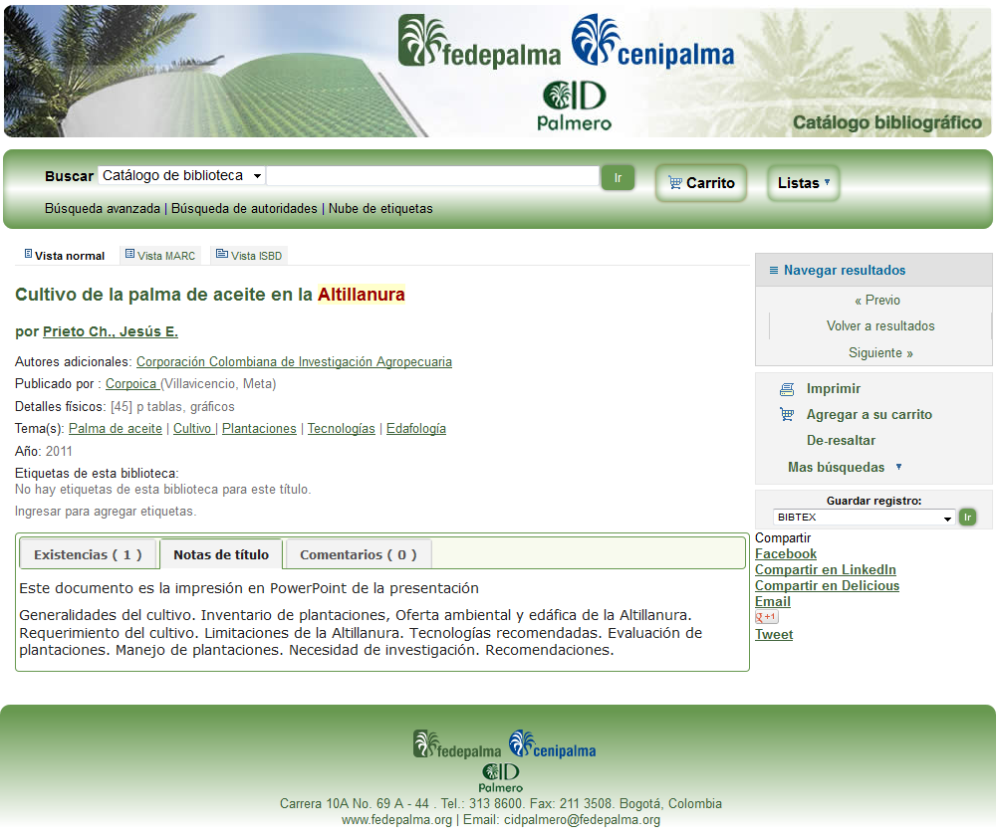 fedepalma cenipalma
CID
Palmero
Catálogo bibliográfico
Buscar Catálogo de biblioteca Ir Carrito Listas
Búsqueda avanzada | Búsqueda de autoridades | Nube de etiquetas
Vista normal Vista MARC Vista ISBD
Cultivo de la palma de aceite en la Altillanura
por Prieto Ch., Jesús E.
Autores adicionales: Corporación Colombiana de Investigación Agropecuaria
Publicado por : Corpoica (Villavicencio, Meta)
Detalles físicos: [45] p tablas, gráficos
Tema(s): Palma de aceite | Cultivo | Plantaciones | Tecnologías | Edafología
Año: 2011
Etiquetas de esta biblioteca:
No hay etiquetas de esta biblioteca para este título.
Ingresar para agregar etiquetas.
Existencias ( 1 ) Notas de título Comentarios ( 0 )
Este documento es la impresión en PowerPoint de la presentación
Generalidades del cultivo. Inventario de plantaciones, Oferta ambiental y edáfica de la Altillanura.
Requerimiento del cultivo. Limitaciones de la Altillanura. Tecnologías recomendadas. Evaluación de
plantaciones. Manejo de plantaciones. Necesidad de investigación. Recomendaciones.
Navegar resultados
« Previo
Volver a resultados
Siguiente »
Imprimir
Agregar a su carrito
De-resaltar
Mas búsquedas
Guardar registro:
BIBTEX Ir
Compartir
Facebook
Compartir en LinkedIn
Compartir en Delicious
Email
g +1
Tweet
fedepalma cenipalma
CID
Palmero
Carrera 10A No. 69 A - 44 . Tel.: 313 8600. Fax: 211 3508. Bogotá, Colombia
www.fedepalma.org | Email: cidpalmero@fedepalma.org